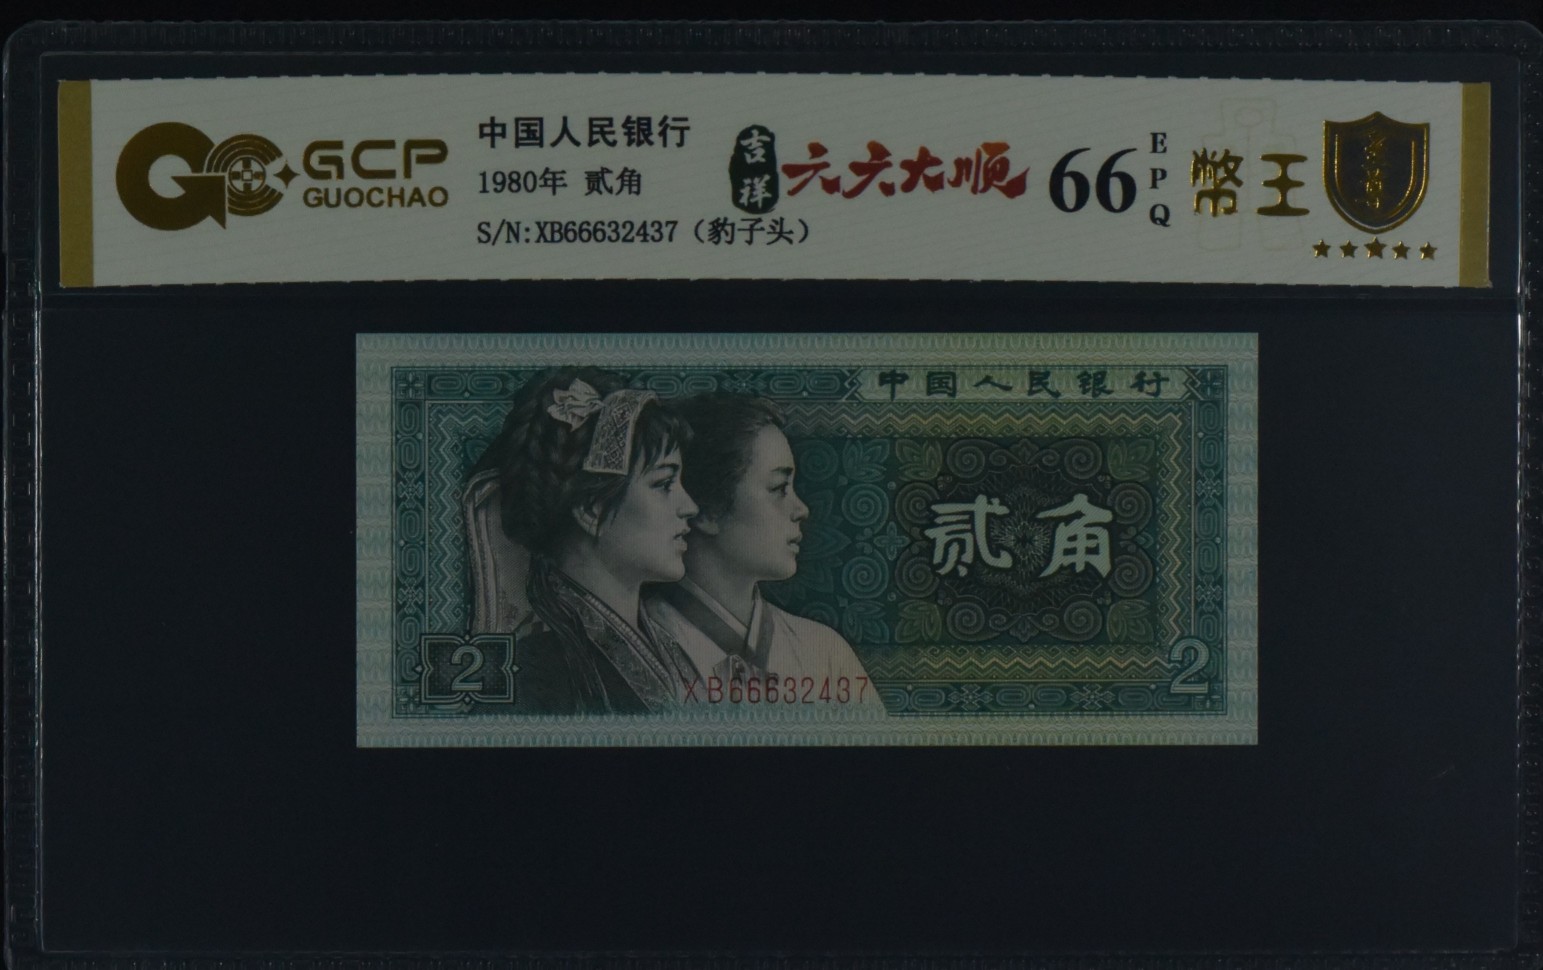 GCP
GUOCHAO
中国人民银行
1980年 贰角
S/N:XB66632437（豹子头）
吉祥
六六大顺
66
EPQ
幣王
中国人民银行
贰角
2
2
XB66632437